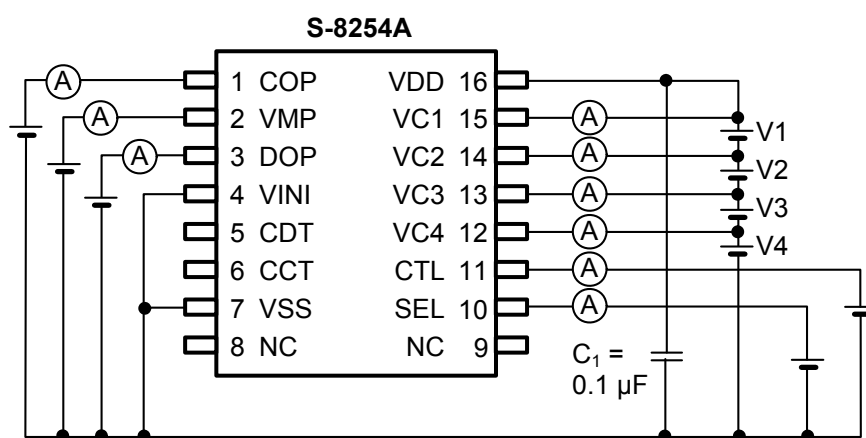 S-8254A
A
A
A
1 COP
2 VMP
3 DOP
4 VINI
5 CDT
6 CCT
7 VSS
8 NC
VDD 16
VC1 15
VC2 14
VC3 13
VC4 12
CTL 11
SEL 10
NC 9
A
A
A
A
A
A
V1
V2
V3
V4
C₁ =
0.1 µF